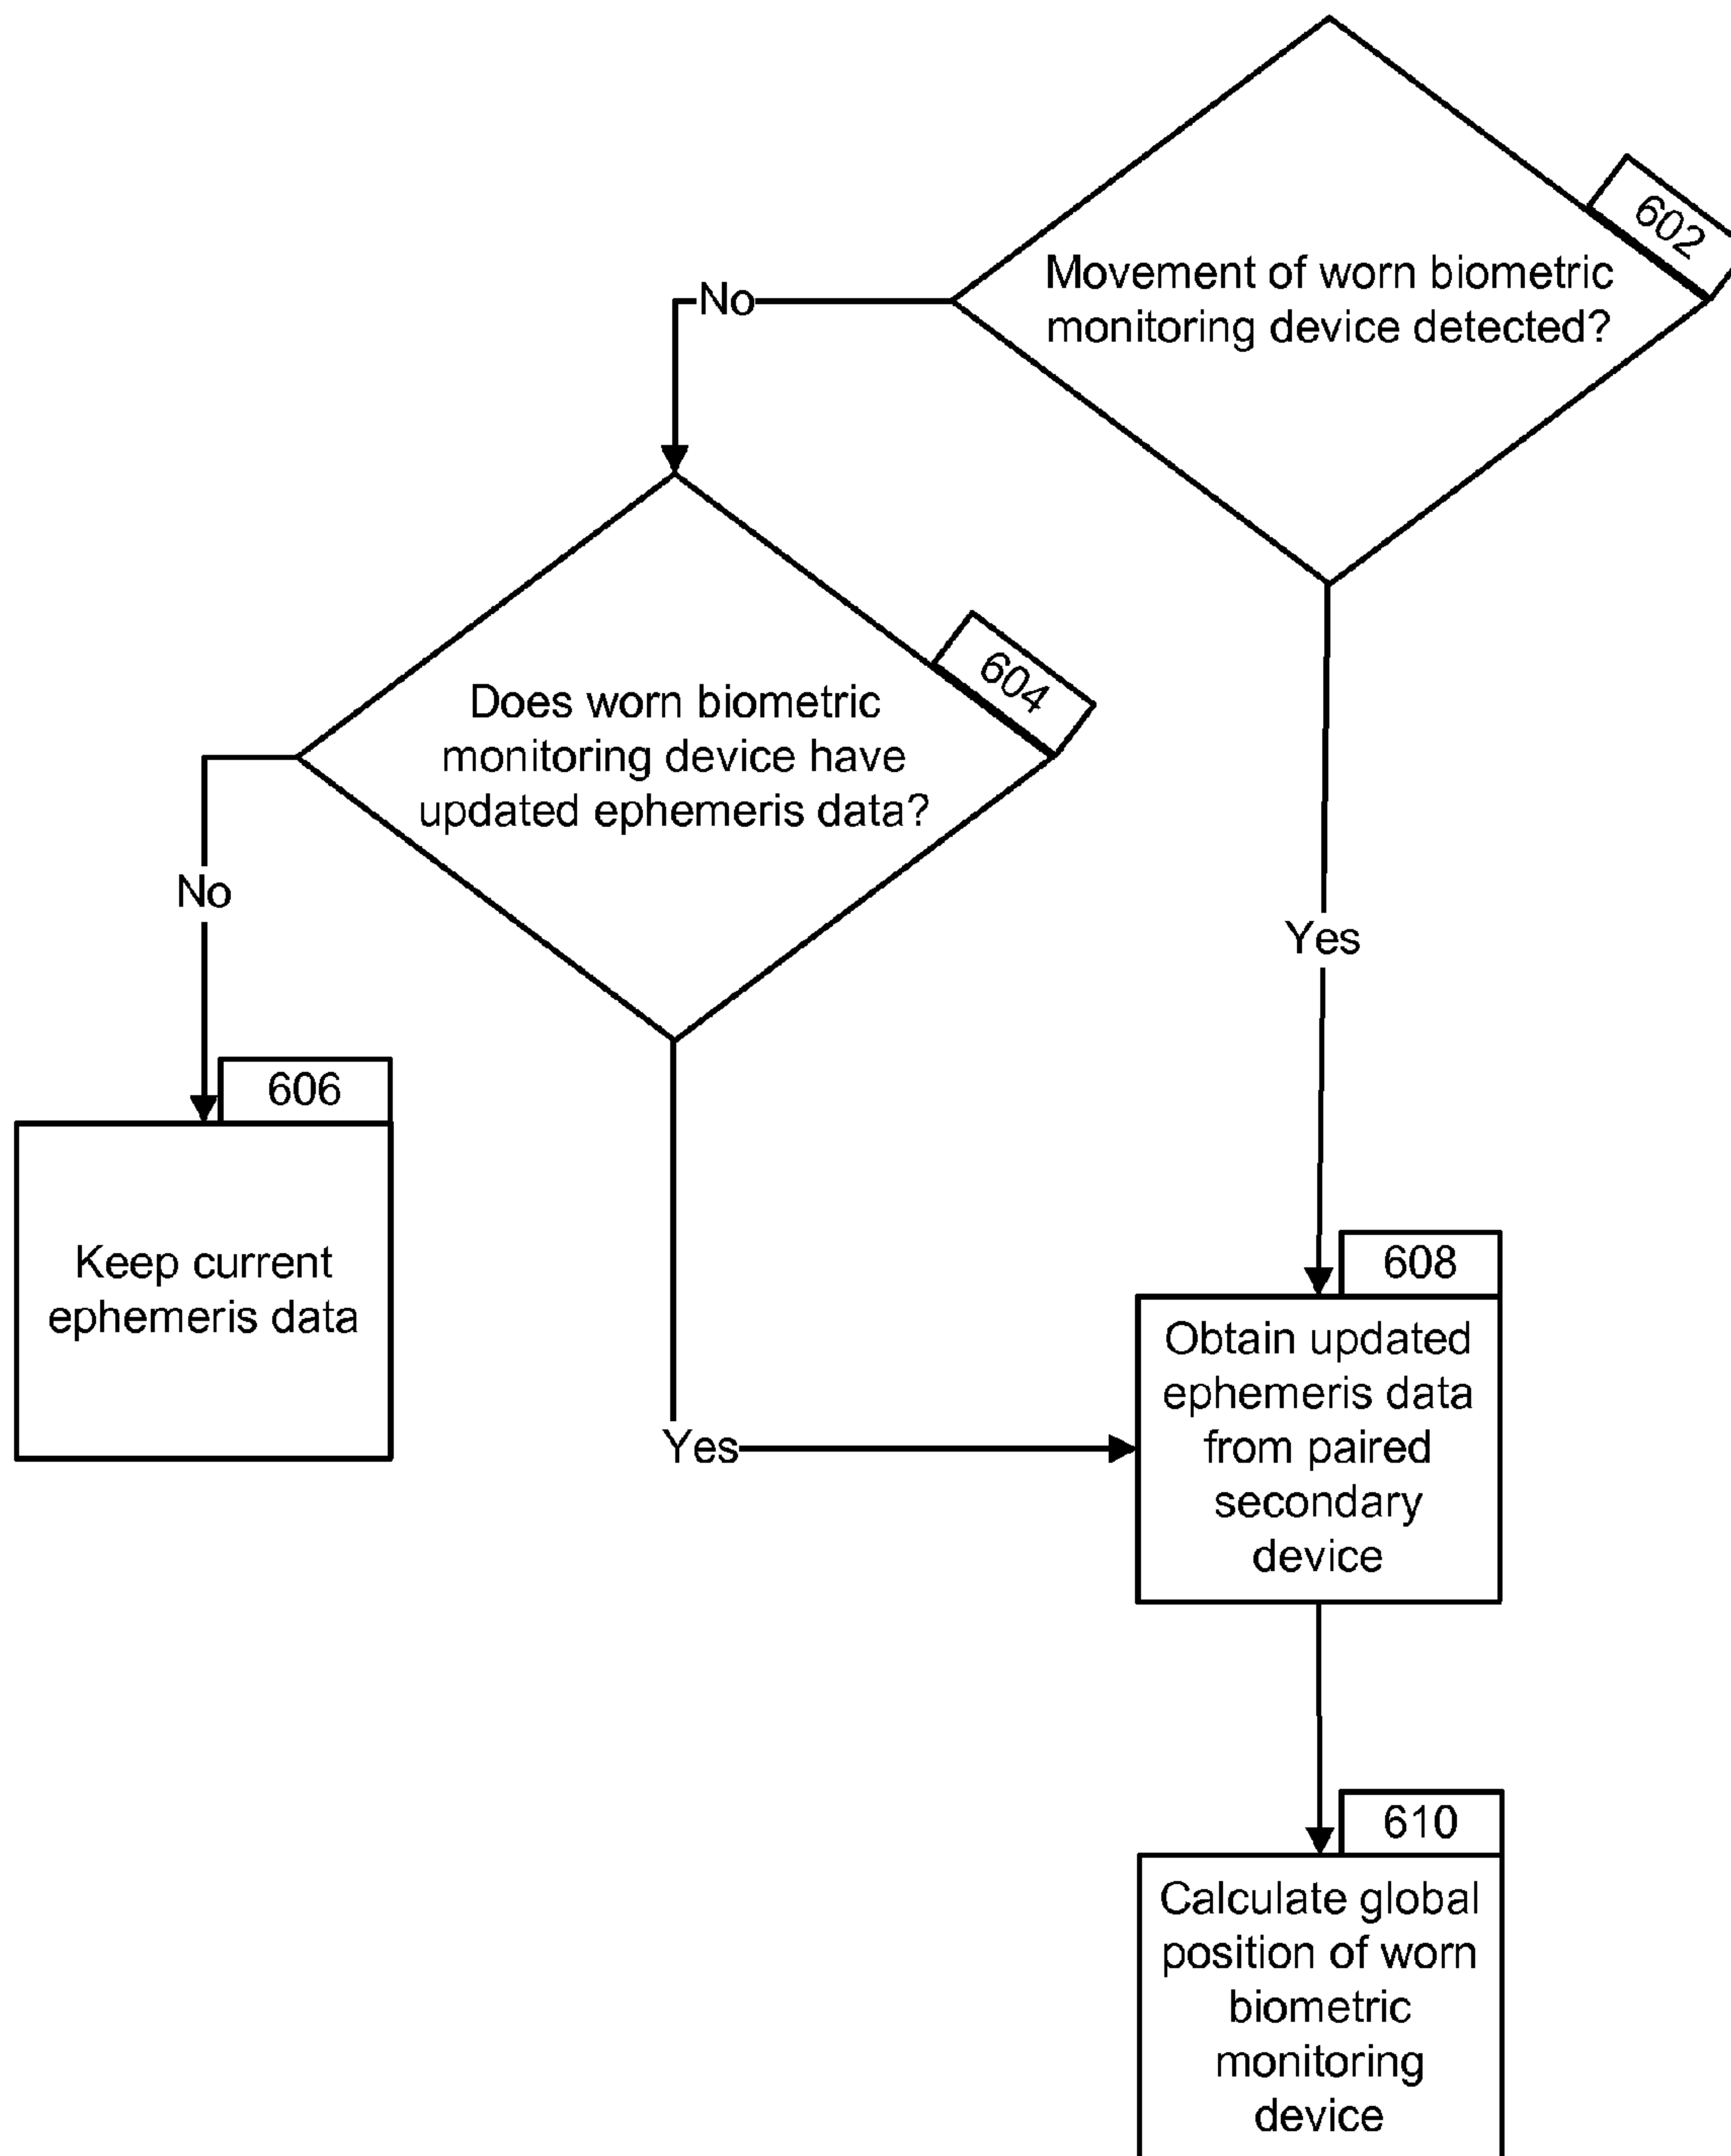 602
Movement of worn biometric
monitoring device detected?
No
604
Does worn biometric
monitoring device have
updated ephemeris data?
No
Yes
606
Keep current
ephemeris data
608
Obtain updated
ephemeris data
from paired
secondary
device
Yes
610
Calculate global
position of worn
biometric
monitoring
device